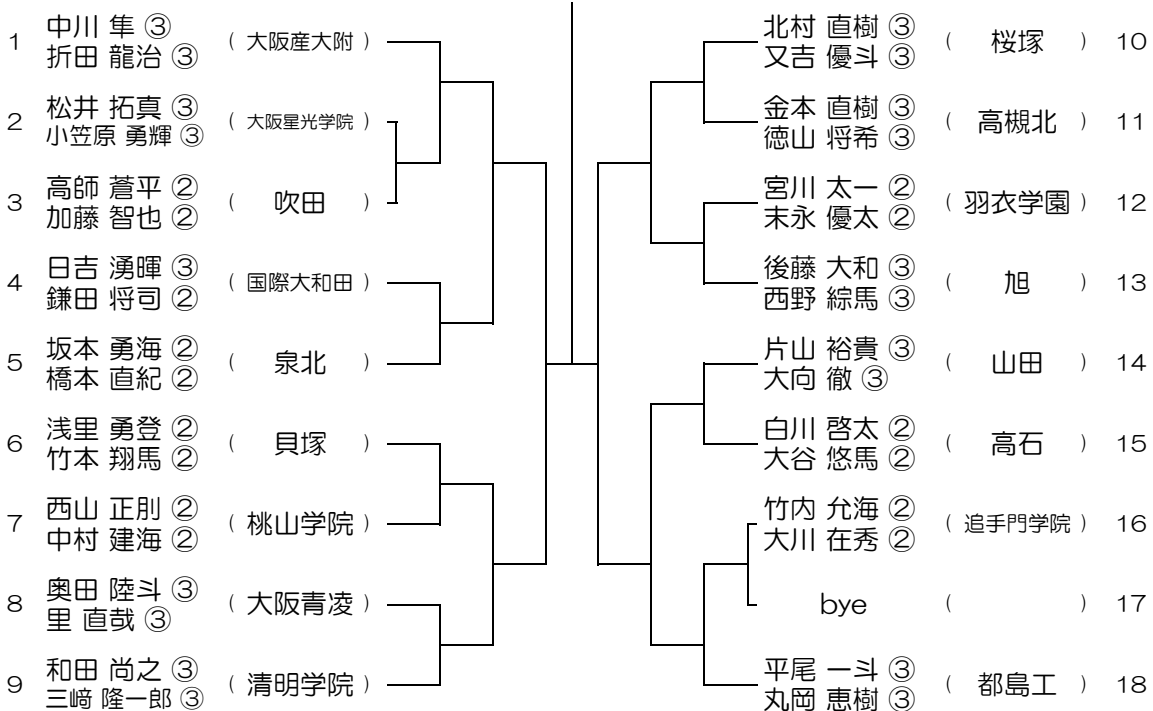 1 中川 隼 ③
折田 龍治 ③ ( 大阪産大附 )
2 松井 拓真 ③
小笠原 勇輝 ③ ( 大阪星光学院 )
3 高師 蒼平 ②
加藤 智也 ② ( 吹田 )
4 日吉 湧暉 ③
鎌田 将司 ② ( 国際大和田 )
5 坂本 勇海 ②
橋本 直紀 ② ( 泉北 )
6 浅里 勇登 ②
竹本 翔馬 ② ( 貝塚 )
7 西山 正刖 ②
中村 建海 ② ( 桃山学院 )
8 奥田 陸斗 ③
里 直哉 ③ ( 大阪青凌 )
9 和田 尚之 ③
三﨑 隆一郎 ③ ( 清明学院 )
北村 直樹 ③
又吉 優斗 ③ ( 桜塚 ) 10
金本 直樹 ③
徳山 将希 ③ ( 高槻北 ) 11
宮川 太一 ②
末永 優太 ② ( 羽衣学園 ) 12
後藤 大和 ③
西野 綜馬 ③ ( 旭 ) 13
片山 裕貴 ③
大向 徹 ③ ( 山田 ) 14
白川 啓太 ②
大谷 悠馬 ② ( 高石 ) 15
竹内 允海 ②
大川 在秀 ② ( 追手門学院 ) 16
bye ( ) 17
平尾 一斗 ③
丸岡 恵樹 ③ ( 都島工 ) 18